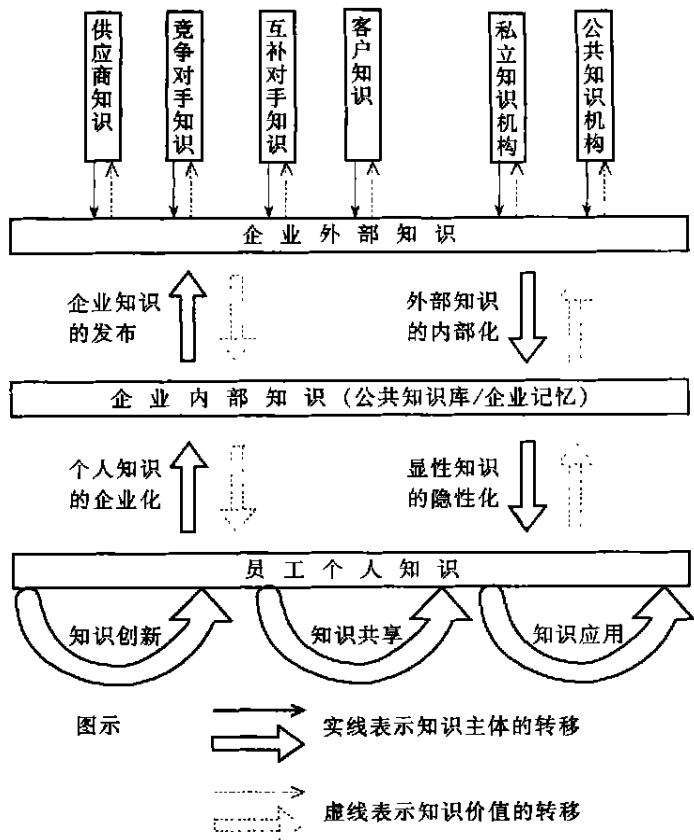 供应商知识
竞争对手知识
互补对手知识
客户知识
私立知识机构
公共知识机构
企业外部知识
企业知识
的发布
外部知识
的内部化
企业内部知识(公共知识库/企业记忆)
个人知识
的企业化
显性知识
的隐性化
员工个人知识
知识创新
知识共享
知识应用
图示
实线表示知识主体的转移
虚线表示知识价值的转移